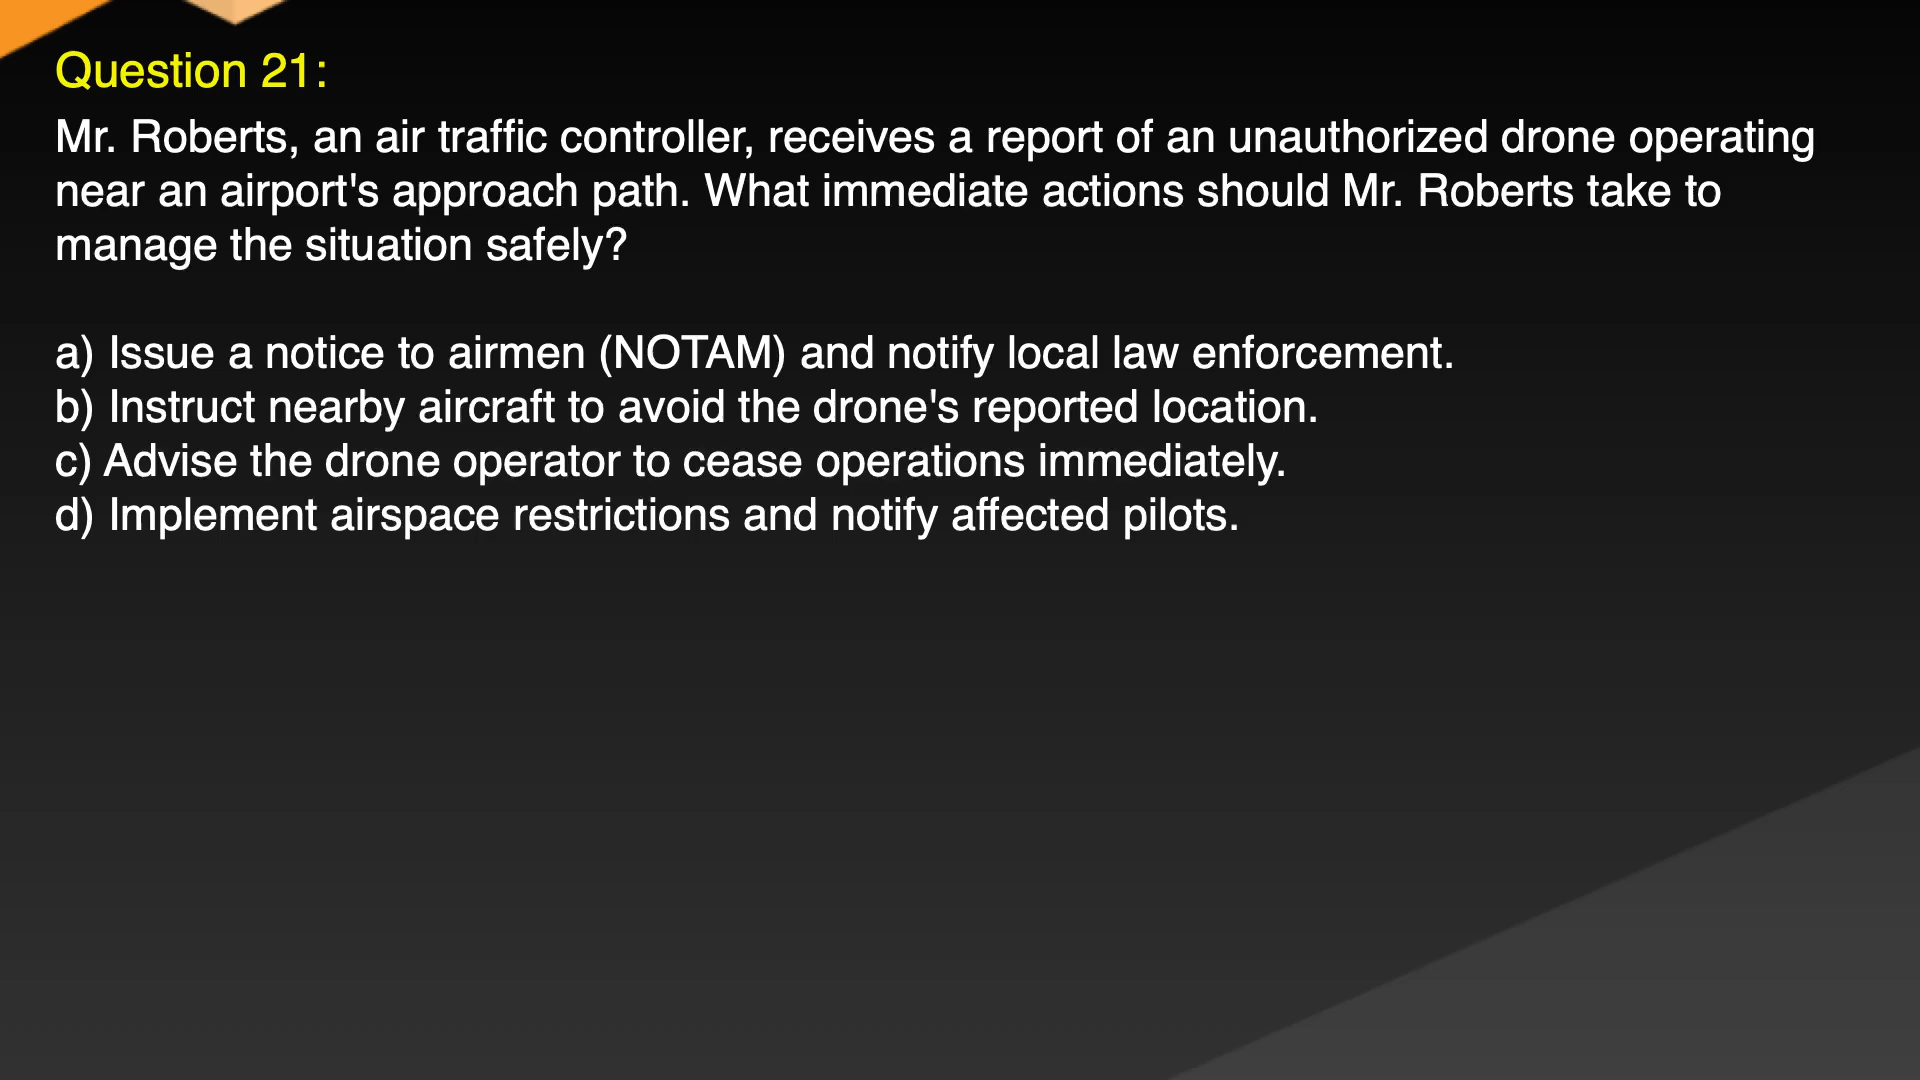 Question 21:
Mr. Roberts, an air traffic controller, receives a report of an unauthorized drone operating
near an airport's approach path. What immediate actions should Mr. Roberts take to
manage the situation safely?
a) Issue a notice to airmen (NOTAM) and notify local law enforcement.
b) Instruct nearby aircraft to avoid the drone's reported location.
c) Advise the drone operator to cease operations immediately.
d) Implement airspace restrictions and notify affected pilots.